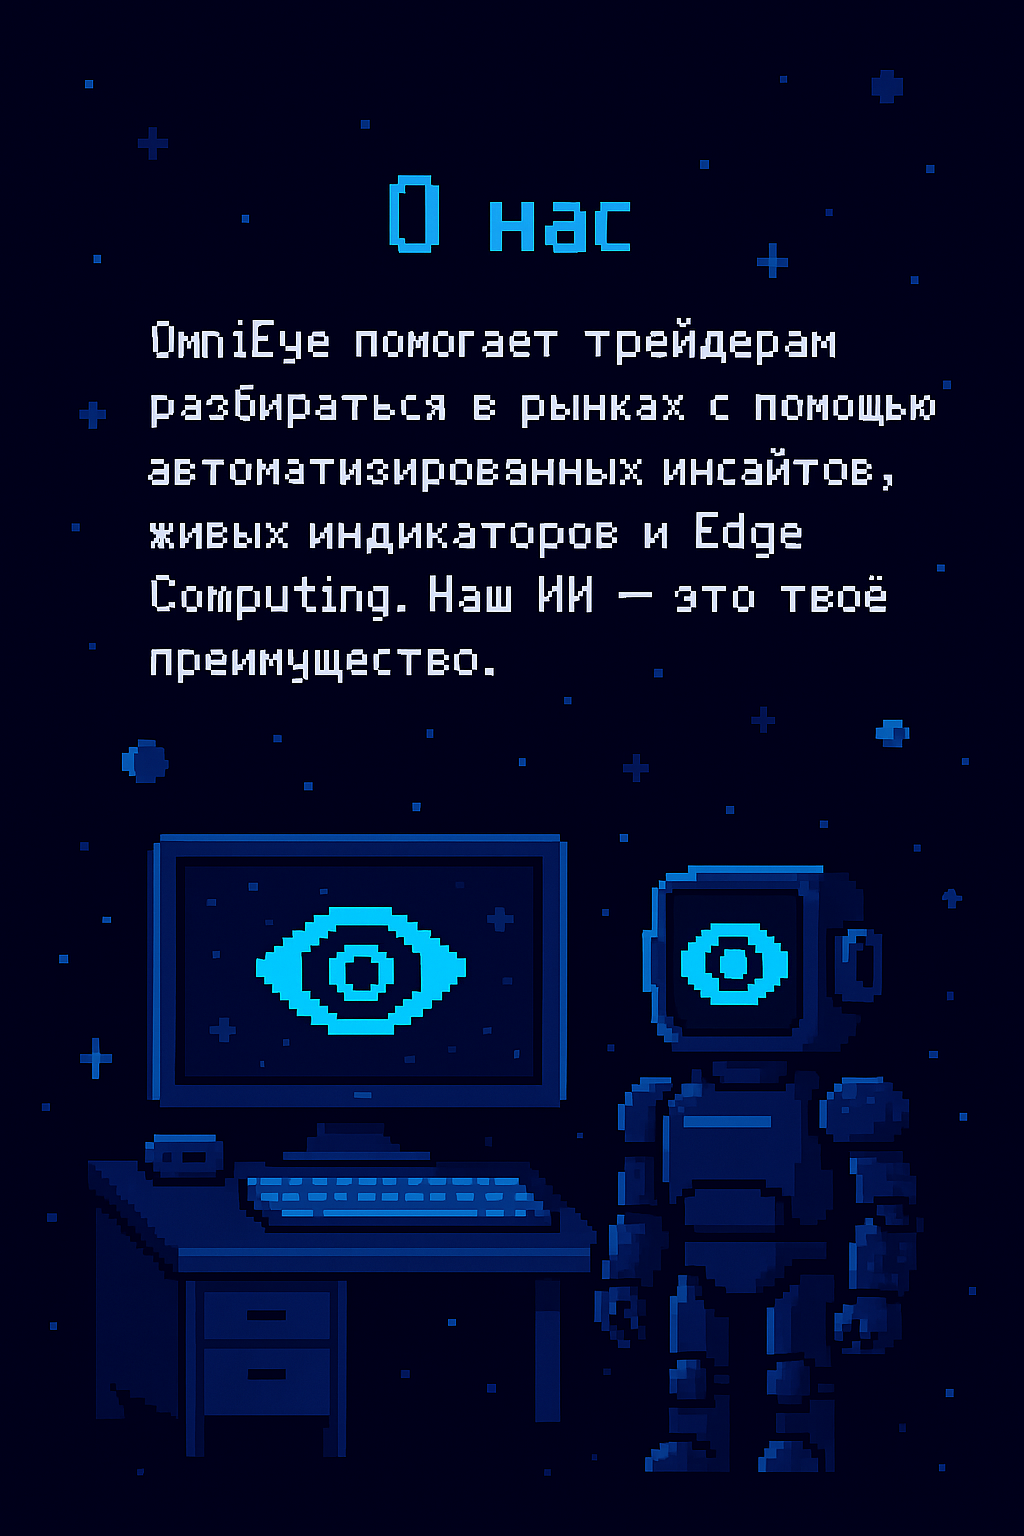 О нас
OmniEye помогает трейдерам
разбираться в рынках с помощью
автоматизированных инсайтов,
живых индикаторов и Edge
Computing. Наш ИИ — это твоё
преимущество.